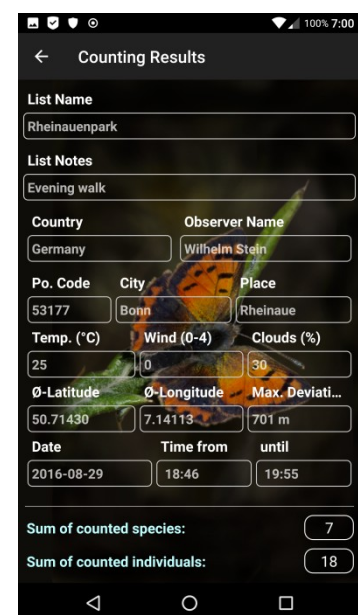 100% 7:00
Counting Results
List Name
Rheinauenpark
List Notes
Evening walk
Country Observer Name
Germany Wilhelm Stein
Po. Code City Place
53177 Bonn Rheinaue
Temp. (°C) Wind (0-4) Clouds (%)
25 0 30
Ø-Latitude Ø-Longitude Max. Deviati...
50.71430 7.14113 701 m
Date Time from until
2016-08-29 18:46 19:55
Sum of counted species: 7
Sum of counted individuals: 18